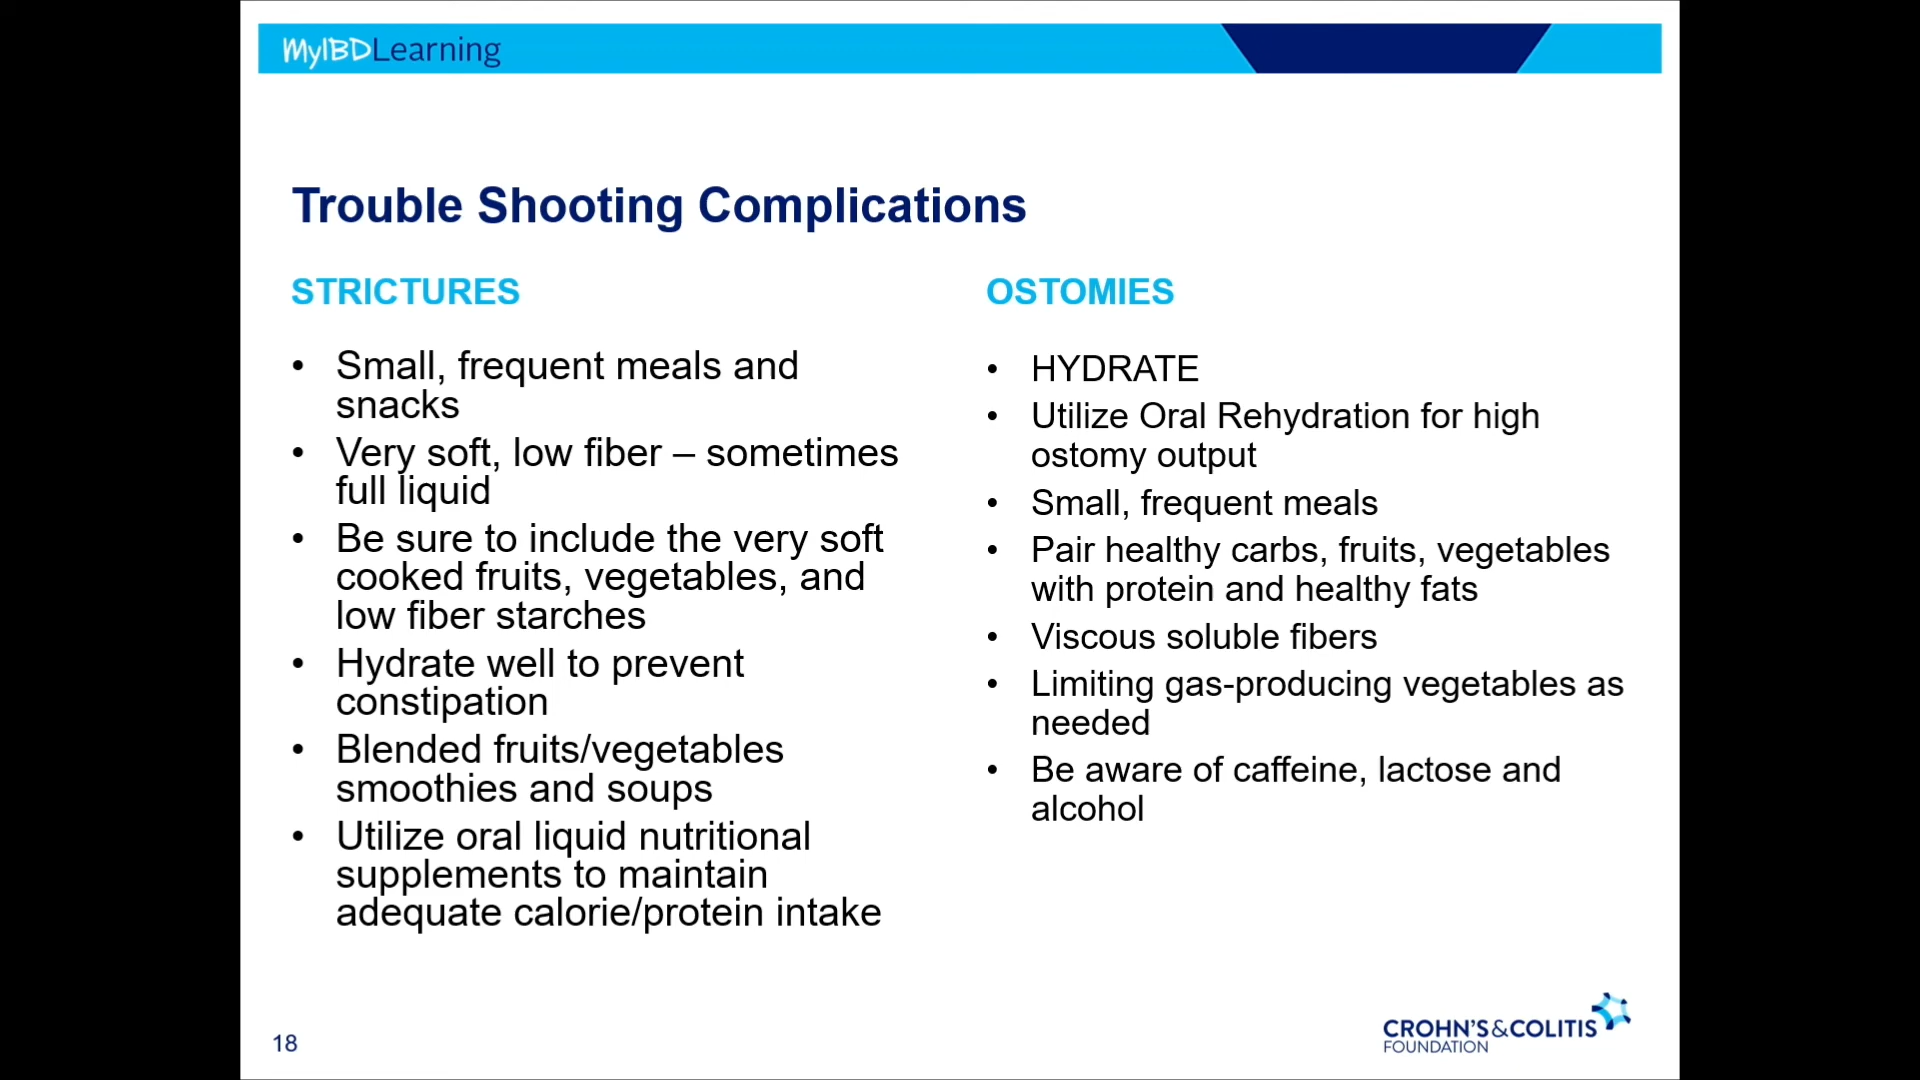 MyIBDLearning
Trouble Shooting Complications
STRICTURES
• Small, frequent meals and
snacks
• Very soft, low fiber – sometimes
full liquid
• Be sure to include the very soft
cooked fruits, vegetables, and
low fiber starches
• Hydrate well to prevent
constipation
• Blended fruits/vegetables
smoothies and soups
• Utilize oral liquid nutritional
supplements to maintain
adequate calorie/protein intake
OSTOMIES
• HYDRATE
• Utilize Oral Rehydration for high
ostomy output
• Small, frequent meals
• Pair healthy carbs, fruits, vegetables
with protein and healthy fats
• Viscous soluble fibers
• Limiting gas-producing vegetables as
needed
• Be aware of caffeine, lactose and
alcohol
18
CROHN'S&COLITIS
FOUNDATION